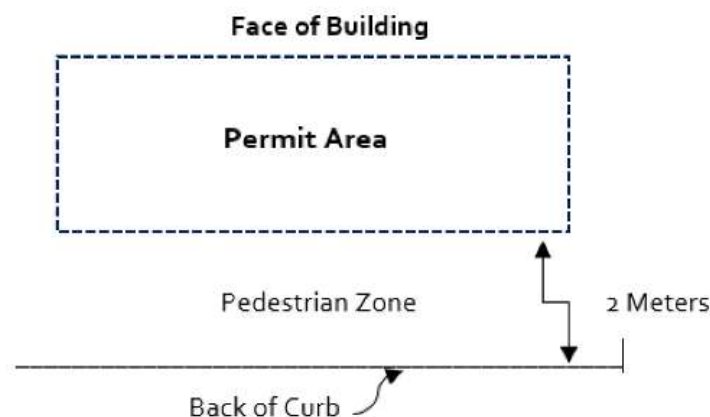 Face of Building
Permit Area
Pedestrian Zone
2 Meters
Back of Curb